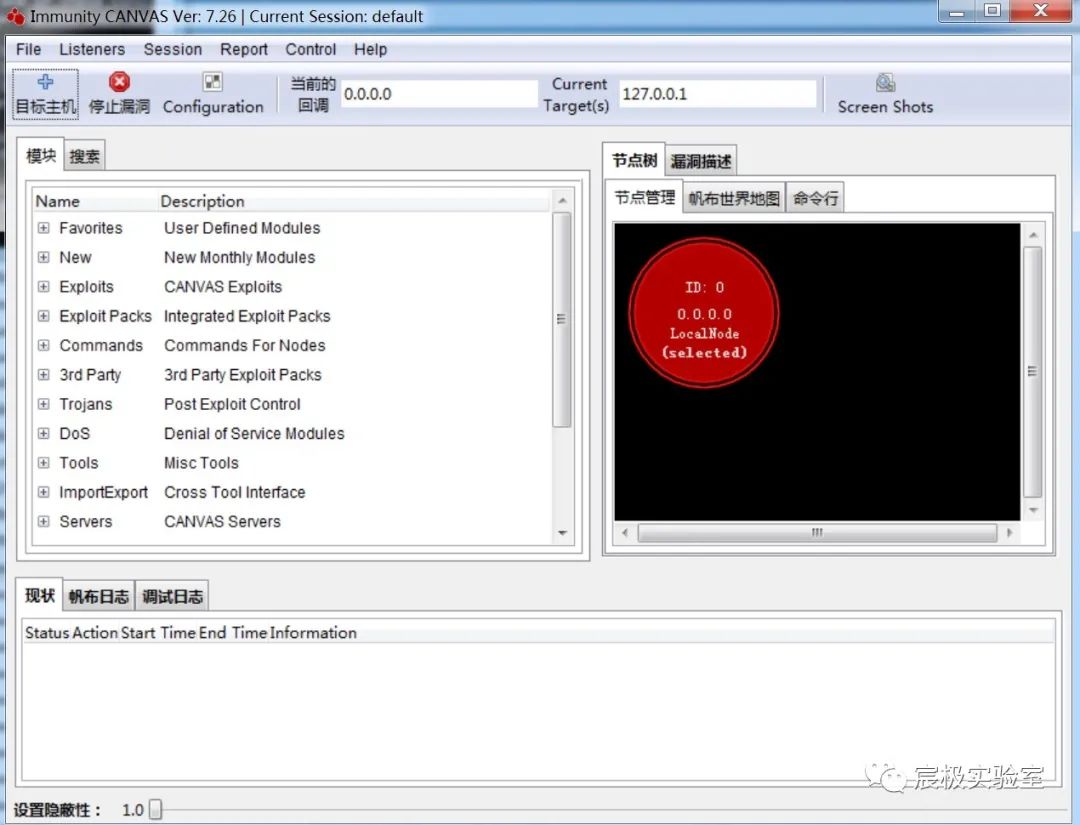 Immunity CANVAS Ver: 7.26 | Current Session: default
File Listeners Session Report Control Help
目标主机 停止漏洞 Configuration 当前的回调 0.0.0.0 Current Target(s) 127.0.0.1 Screen Shots
模块 搜索
Name Description
Favorites User Defined Modules
New New Monthly Modules
Exploits CANVAS Exploits
Exploit Packs Integrated Exploit Packs
Commands Commands For Nodes
3rd Party 3rd Party Exploit Packs
Trojans Post Exploit Control
DoS Denial of Service Modules
Tools Misc Tools
ImportExport Cross Tool Interface
Servers CANVAS Servers
节点树 漏洞描述
节点管理 帆布世界地图 命令行
ID: 0
0.0.0.0
LocalNode
(selected)
现状 帆布日志 调试日志
Status Action Start Time End Time Information
宸极实验室
设置隐蔽性： 1.0